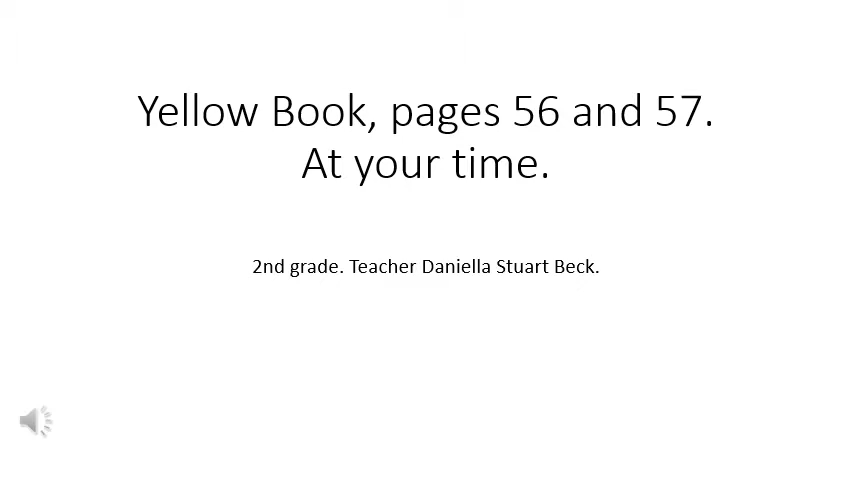 Yellow Book, pages 56 and 57.
At your time.
2nd grade. Teacher Daniella Stuart Beck.